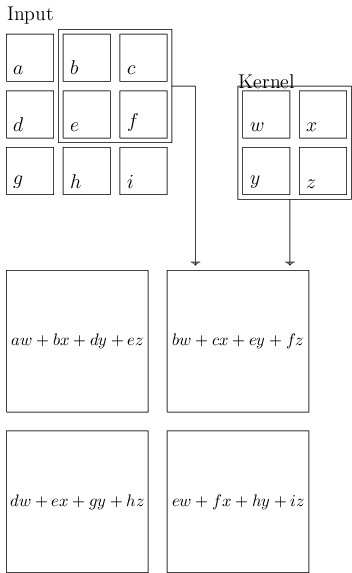 Input
Kernel
a b c
w x
d e f
y z
g h i
aw + bx + dy + ez
bw + cx + ey + fz
dw + ex + gy + hz
ew + fx + hy + iz